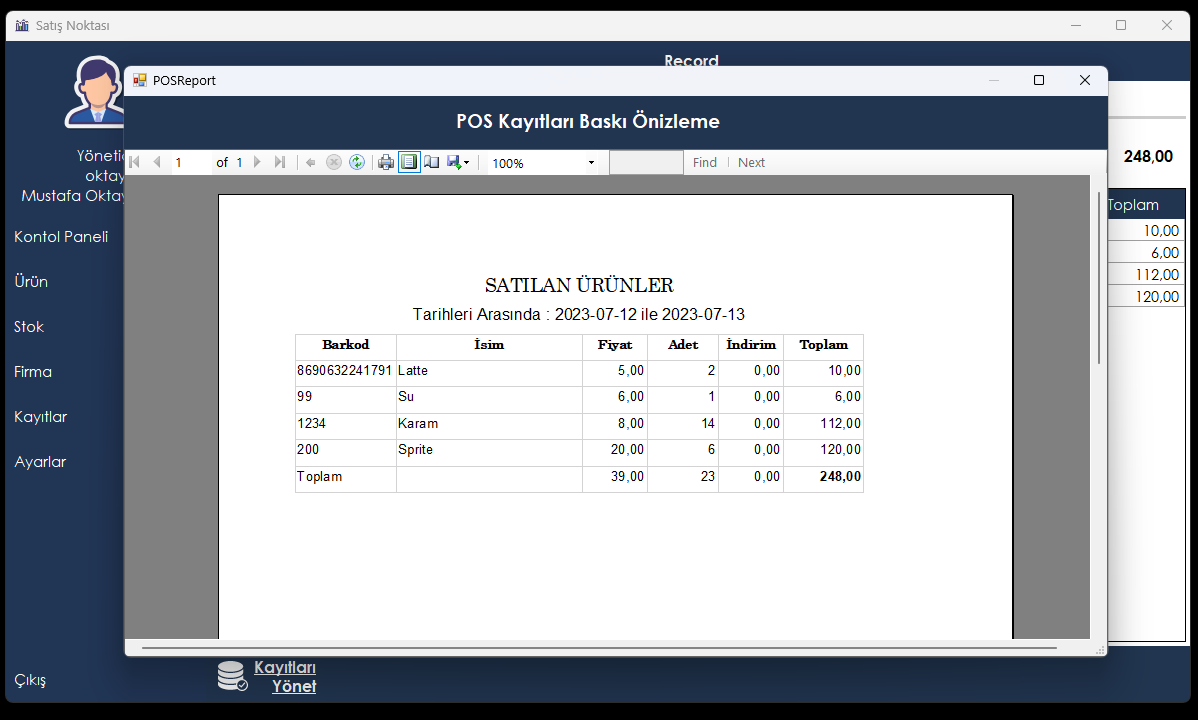 Satış Noktası
Record
POSReport
POS Kayıtları Baskı Önizleme
1 of 1 100% Find Next
Mustafa Oktay
oktay
248,00
Kontol Paneli
Ürün
Stok
Firma
Kayıtlar
Ayarlar
Çıkış
SATILAN ÜRÜNLER
Tarihleri Arasında : 2023-07-12 ile 2023-07-13
Barkod İsim Fiyat Adet İndirim Toplam
8690632241791 Latte 5,00 2 0,00 10,00
99 Su 6,00 1 0,00 6,00
1234 Karam 8,00 14 0,00 112,00
200 Sprite 20,00 6 0,00 120,00
Toplam 39,00 23 0,00 248,00
Toplam
10,00
6,00
112,00
120,00
Kayıtları
Yönet